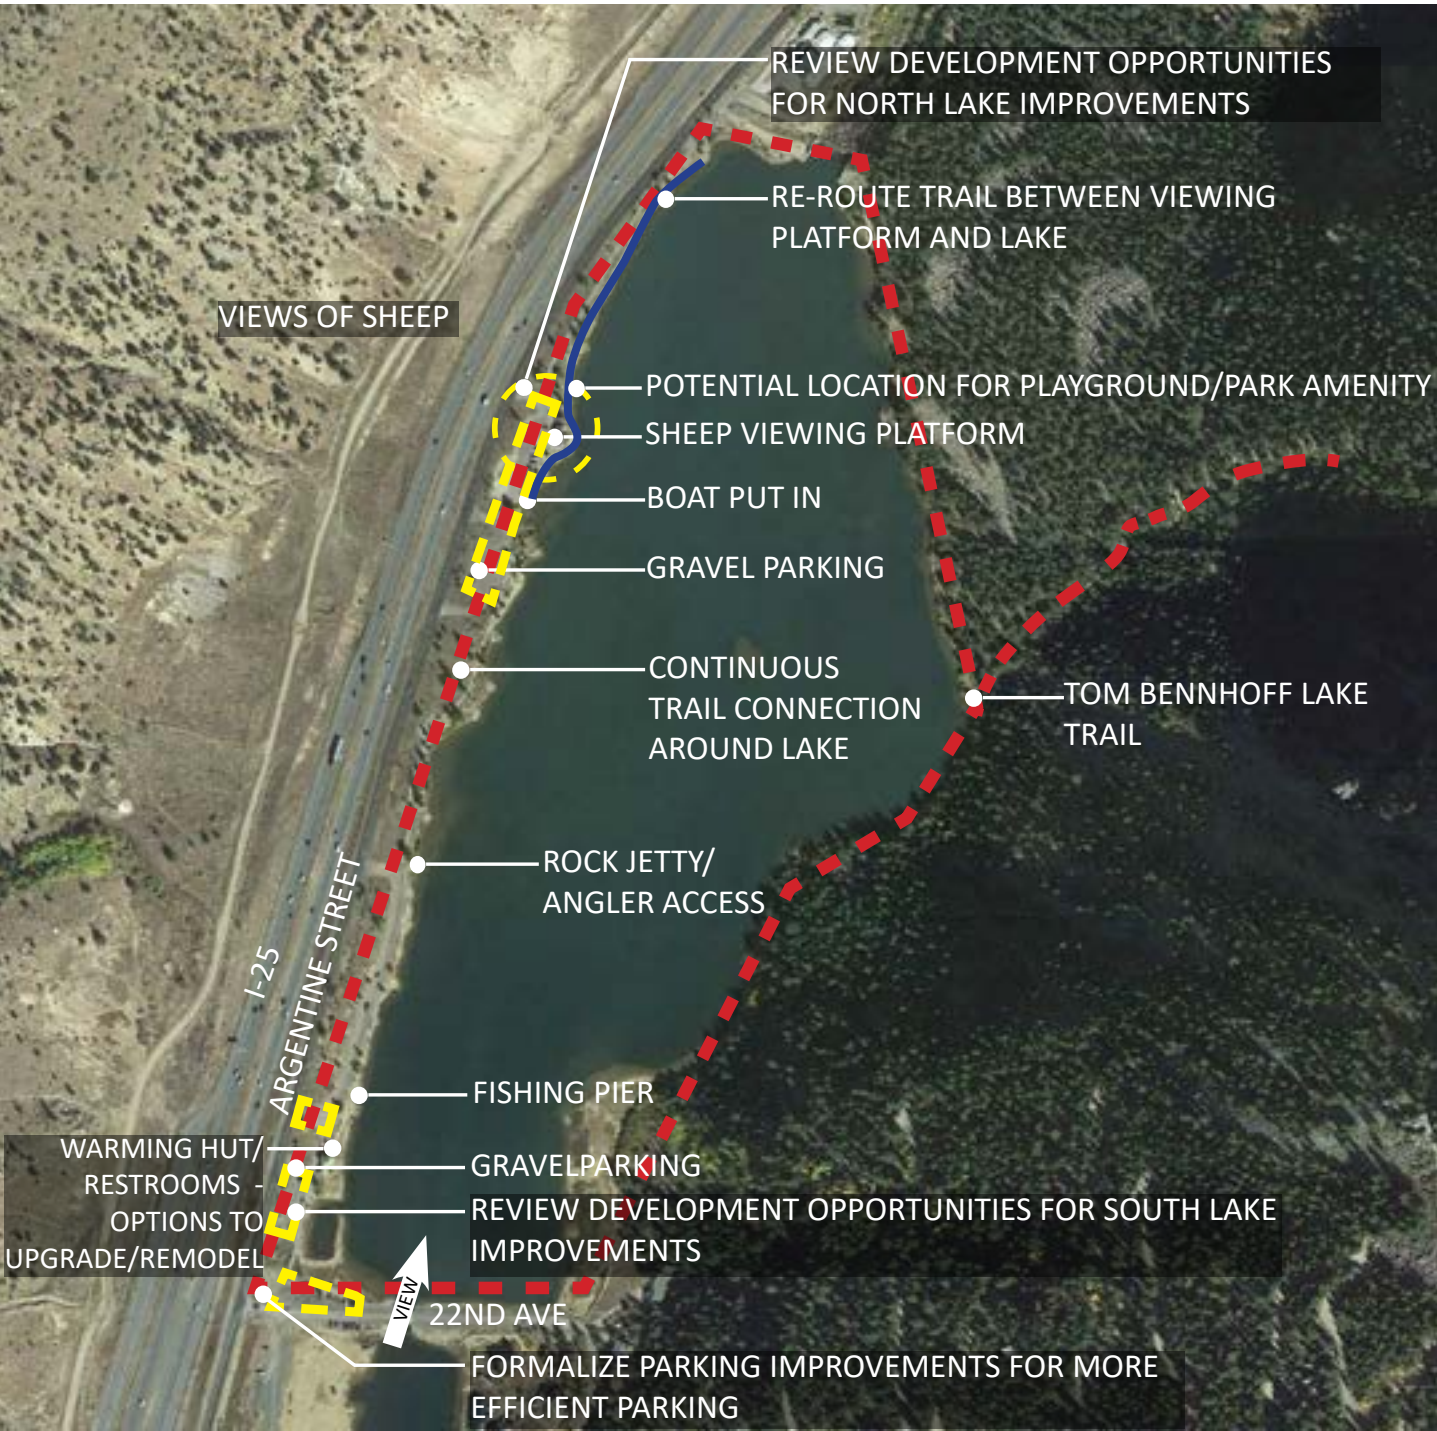 REVIEW DEVELOPMENT OPPORTUNITIES
FOR NORTH LAKE IMPROVEMENTS
RE-ROUTE TRAIL BETWEEN VIEWING
PLATFORM AND LAKE
VIEWS OF SHEEP
POTENTIAL LOCATION FOR PLAYGROUND/PARK AMENITY
SHEEP VIEWING PLATFORM
BOAT PUT IN
GRAVEL PARKING
CONTINUOUS
TRAIL CONNECTION
AROUND LAKE
TOM BENNHOFF LAKE
TRAIL
ROCK JETTY/
ANGLER ACCESS
I-25
ARGENTINE STREET
FISHING PIER
WARMING HUT/
RESTROOMS -
OPTIONS TO
UPGRADE/REMODEL
GRAVELPARKING
REVIEW DEVELOPMENT OPPORTUNITIES FOR SOUTH LAKE
IMPROVEMENTS
VIEW
22ND AVE
FORMALIZE PARKING IMPROVEMENTS FOR MORE
EFFICIENT PARKING